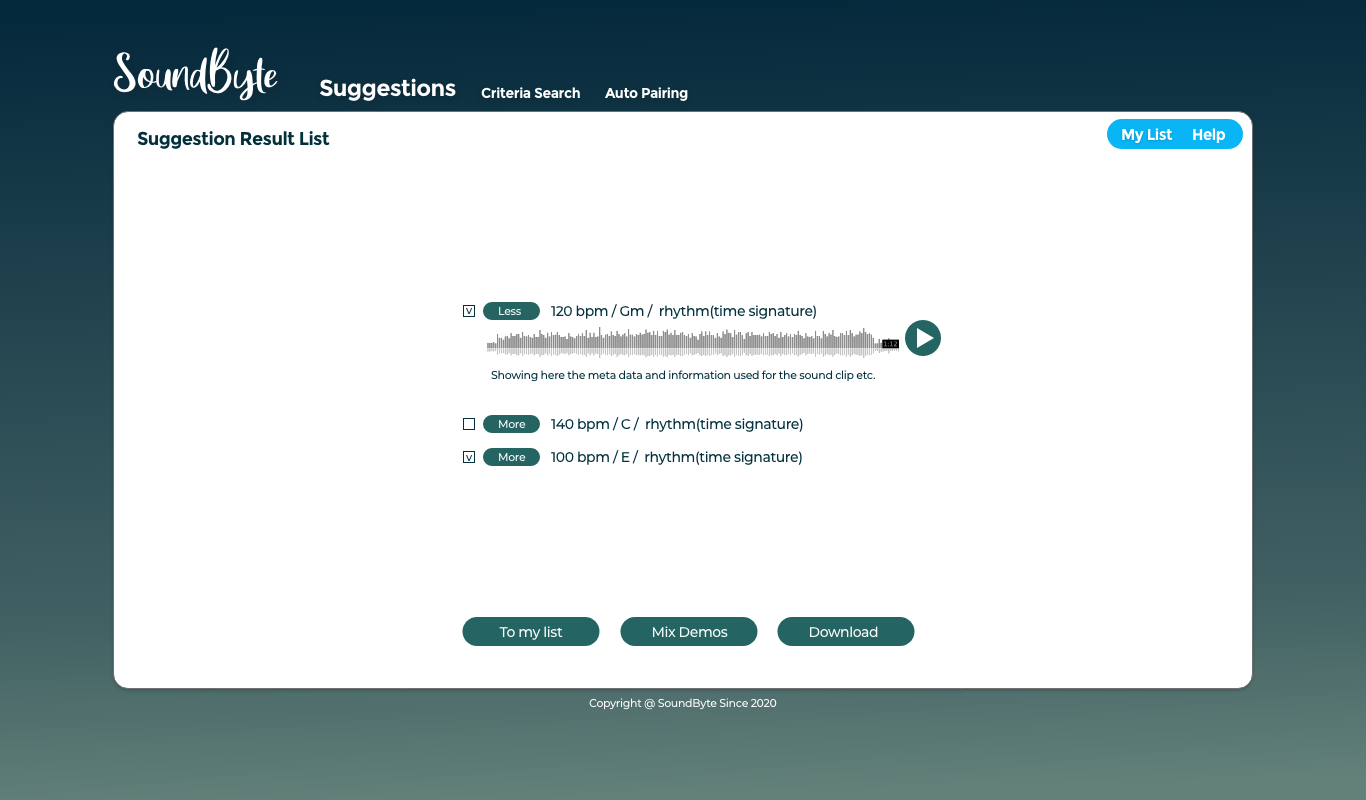 SoundByte
Suggestions Criteria Search Auto Pairing
Suggestion Result List
My List Help
v Less 120 bpm / Gm / rhythm(time signature)
1:12
Showing here the meta data and information used for the sound clip etc.
More 140 bpm / C / rhythm(time signature)
v More 100 bpm / E / rhythm(time signature)
To my list Mix Demos Download
Copyright @ SoundByte Since 2020